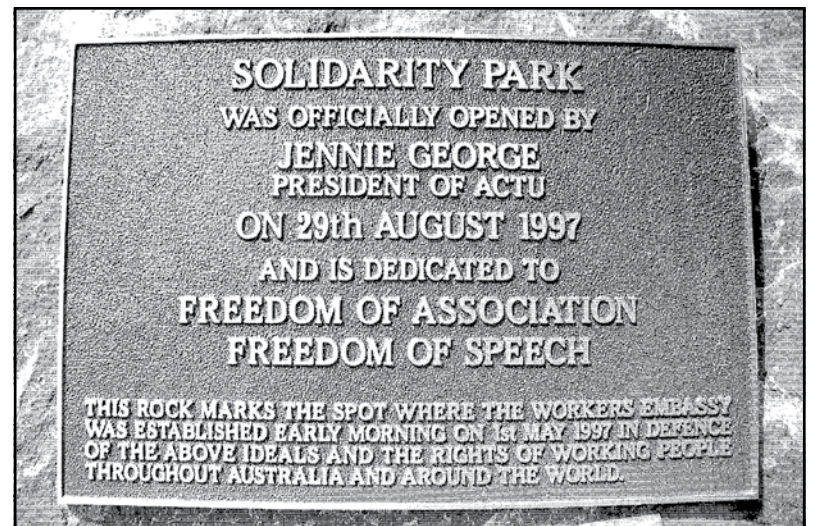 SOLIDARITY PARK
WAS OFFICIALLY OPENED BY
JENNIE GEORGE
PRESIDENT OF ACTU
ON 29th AUGUST 1997
AND IS DEDICATED TO
FREEDOM OF ASSOCIATION
FREEDOM OF SPEECH
THIS ROCK MARKS THE SPOT WHERE THE WORKERS EMBASSY
WAS ESTABLISHED EARLY MORNING ON 1st MAY 1997 IN DEFENCE
OF THE ABOVE IDEALS AND THE RIGHTS OF WORKING PEOPLE
THROUGHOUT AUSTRALIA AND AROUND THE WORLD.